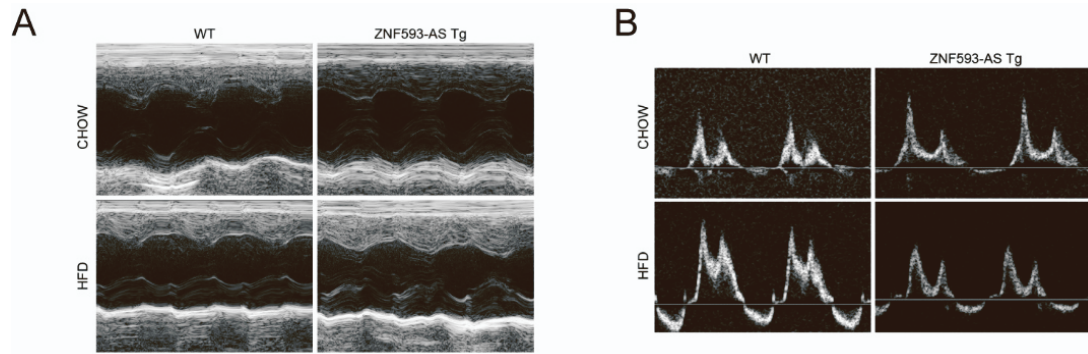 A
WT
ZNF593-AS Tg
CHOW
HFD
B
WT
ZNF593-AS Tg
CHOW
HFD